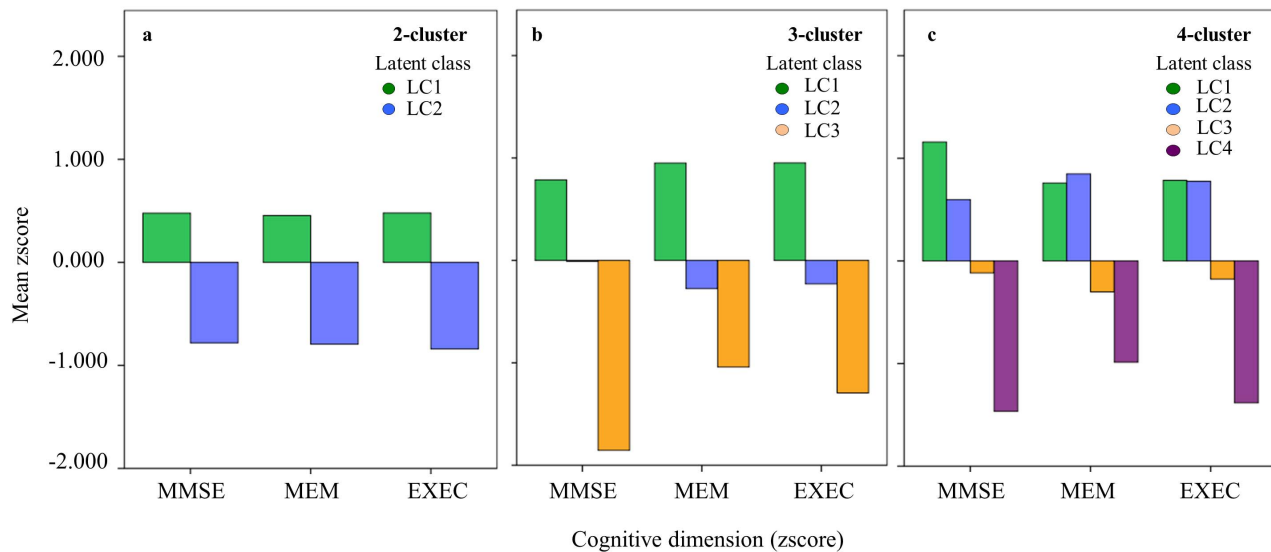 a
2-cluster
Latent class
LC1
LC2
b
3-cluster
Latent class
LC1
LC2
LC3
c
4-cluster
Latent class
LC1
LC2
LC3
LC4
2.000
1.000
0.000
-1.000
-2.000
Mean zscore
MMSE MEM EXEC
MMSE MEM EXEC
MMSE MEM EXEC
Cognitive dimension (zscore)